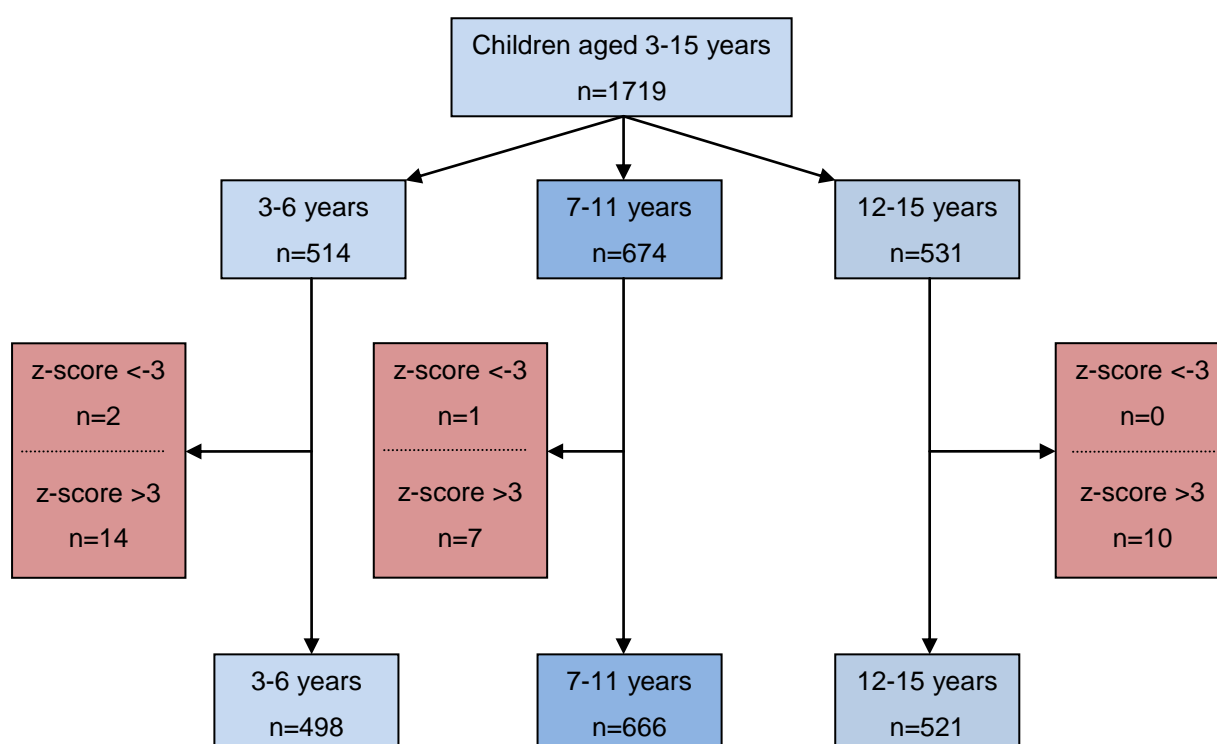 Children aged 3-15 years
n=1719
3-6 years
n=514
7-11 years
n=674
12-15 years
n=531
z-score <-3
n=2
z-score >3
n=14
z-score <-3
n=1
z-score >3
n=7
z-score <-3
n=0
z-score >3
n=10
3-6 years
n=498
7-11 years
n=666
12-15 years
n=521